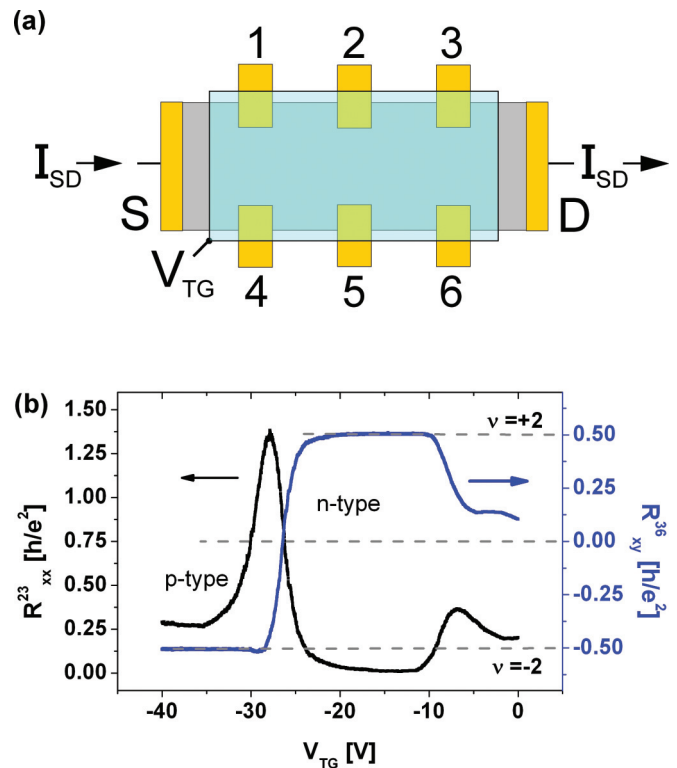 (a)
1 2 3
I_SD I_SD
S D
V_TG
4 5 6
(b)
1.50
1.25
1.00
0.75
0.50
0.25
0.00
R^23_xx [h/e^2]
ν =+2
n-type
p-type
ν =-2
0.50
0.25
0.00
-0.25
-0.50
R^36_xy [h/e^2]
-40 -30 -20 -10 0
V_TG [V]